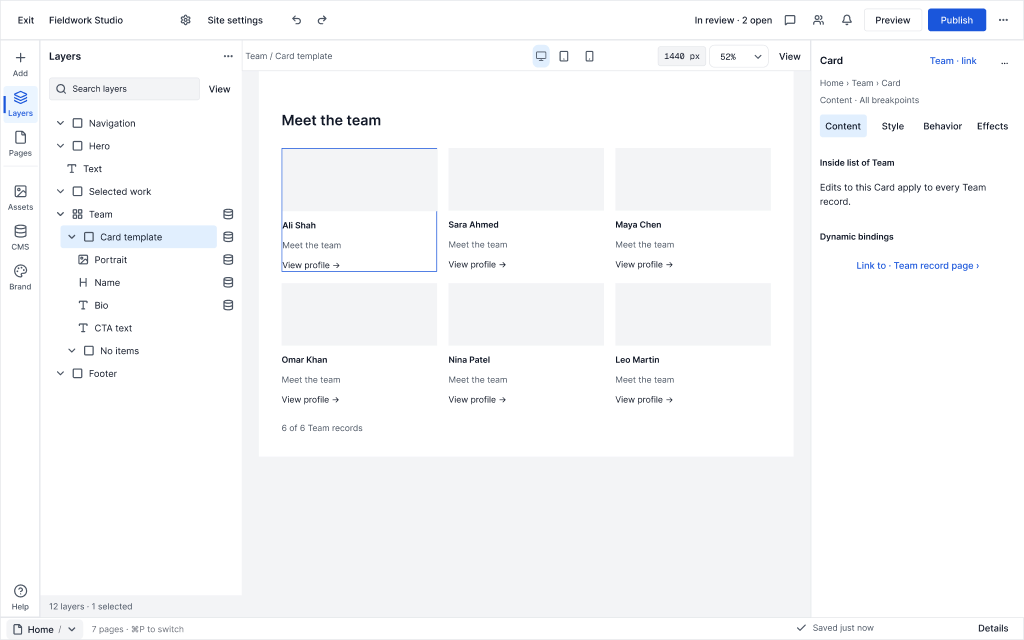 Exit Fieldwork Studio Site settings In review · 2 open Preview Publish
Add
Layers
Pages
Assets
CMS
Brand
Help
Layers
Search layers View
Navigation
Hero
Text
Selected work
Team
Card template
Portrait
Name
Bio
CTA text
No items
Footer
12 layers · 1 selected
Team / Card template 1440 px 52% View
Meet the team
Ali Shah Sara Ahmed Maya Chen
Meet the team Meet the team Meet the team
View profile → View profile → View profile →
Omar Khan Nina Patel Leo Martin
Meet the team Meet the team Meet the team
View profile → View profile → View profile →
6 of 6 Team records
Card Team · link
Home › Team › Card
Content · All breakpoints
Content Style Behavior Effects
Inside list of Team
Edits to this Card apply to every Team
record.
Dynamic bindings
Link to · Team record page ›
Home / 7 pages · ⌘P to switch Saved just now Details